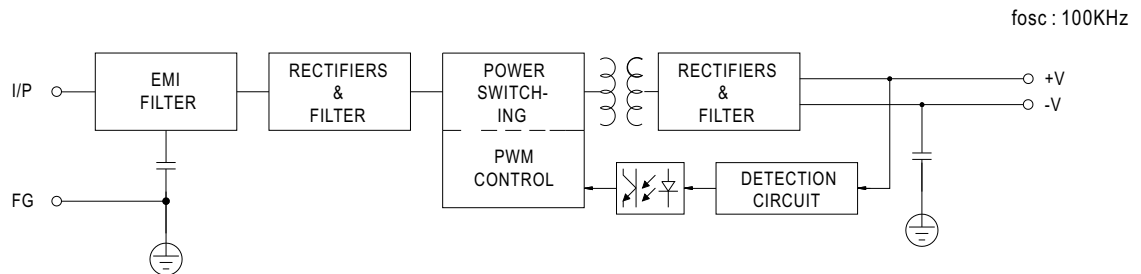 fosc : 100KHz
I/P
EMI
FILTER
RECTIFIERS
&
FILTER
POWER
SWITCH-
ING
PWM
CONTROL
RECTIFIERS
&
FILTER
+V
-V
DETECTION
CIRCUIT
FG